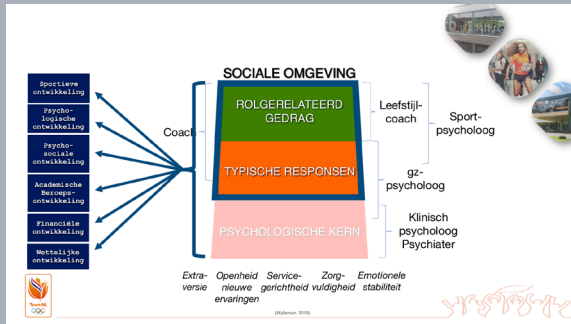 SOCIALE OMGEVING
Sportieve
ontwikkeling
Psycho-
logische
ontwikkeling
Psycho-
sociale
ontwikkeling
Academische
Beroeps-
ontwikkeling
Financiële
ontwikkeling
Wettelijke
ontwikkeling
Coach
ROLGERELATEERD
GEDRAG
TYPISCHE RESPONSEN
PSYCHOLOGISCHE KERN
Leefstijl-
coach
Sport-
psycholoog
gz-
psycholoog
Klinisch
psycholoog
Psychiater
Extra-
versie
Openheid
nieuwe
ervaringen
Service-
gerichtheid
Zorg-
vuldigheid
Emotionele
stabiliteit
TeamNL